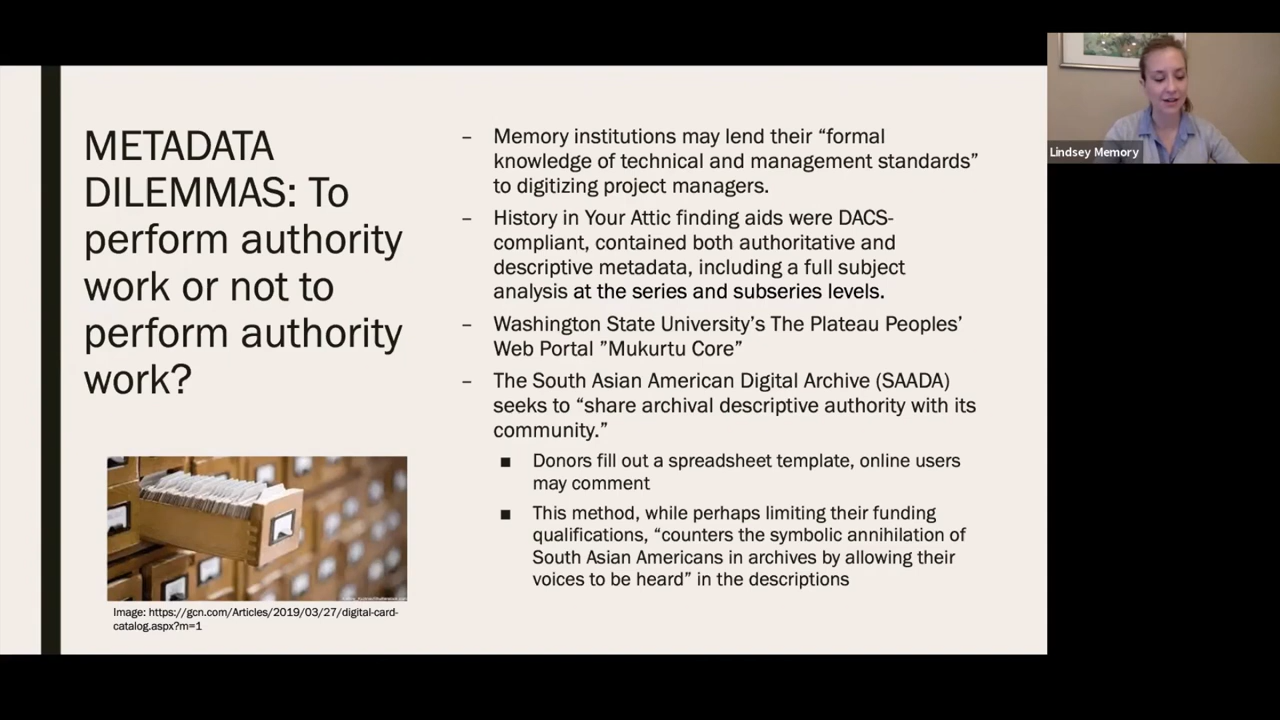 METADATA
DILEMMAS: To
perform authority
work or not to
perform authority
work?
– Memory institutions may lend their “formal
knowledge of technical and management standards”
to digitizing project managers.
– History in Your Attic finding aids were DACS-
compliant, contained both authoritative and
descriptive metadata, including a full subject
analysis at the series and subseries levels.
– Washington State University’s The Plateau Peoples’
Web Portal ”Mukurtu Core”
– The South Asian American Digital Archive (SAADA)
seeks to “share archival descriptive authority with its
community.”
■ Donors fill out a spreadsheet template, online users
may comment
■ This method, while perhaps limiting their funding
qualifications, “counters the symbolic annihilation of
South Asian Americans in archives by allowing their
voices to be heard” in the descriptions
Image: https://gcn.com/Articles/2019/03/27/digital-card-
catalog.aspx?m=1
Lindsey Memory